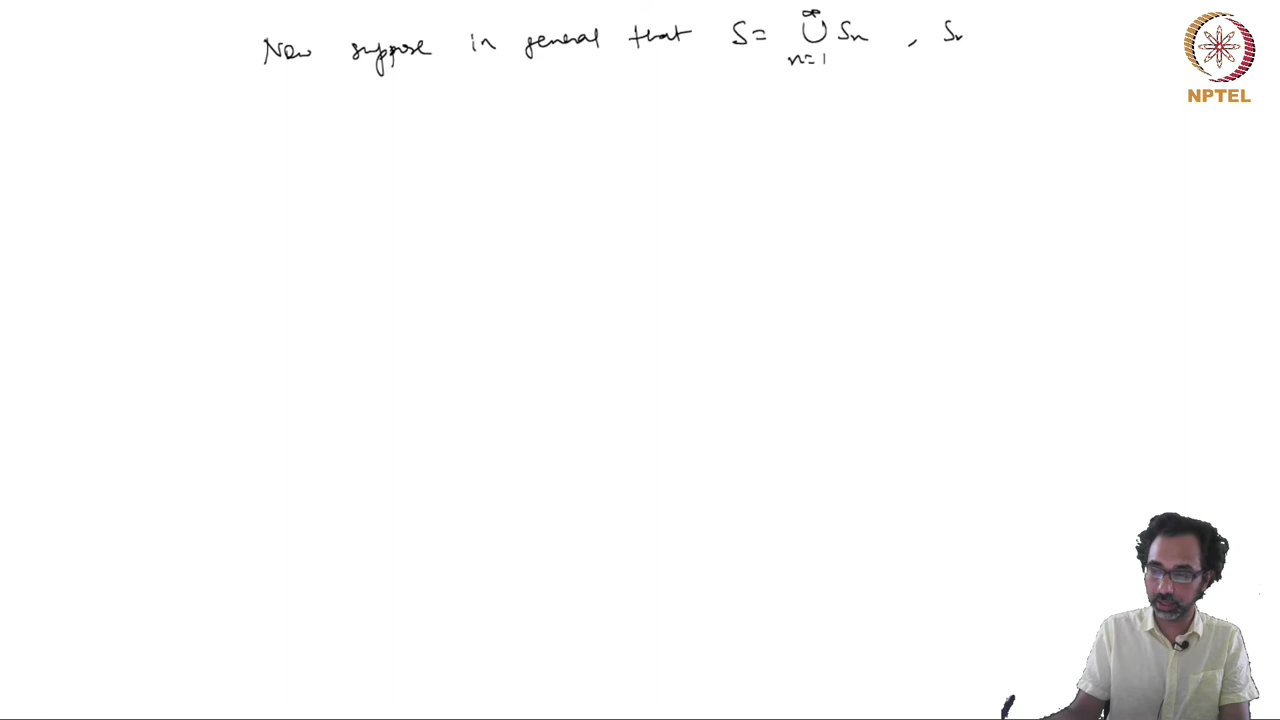 Now suppose in general that S = ∞⋃n=1 Sn , Sn
NPTEL